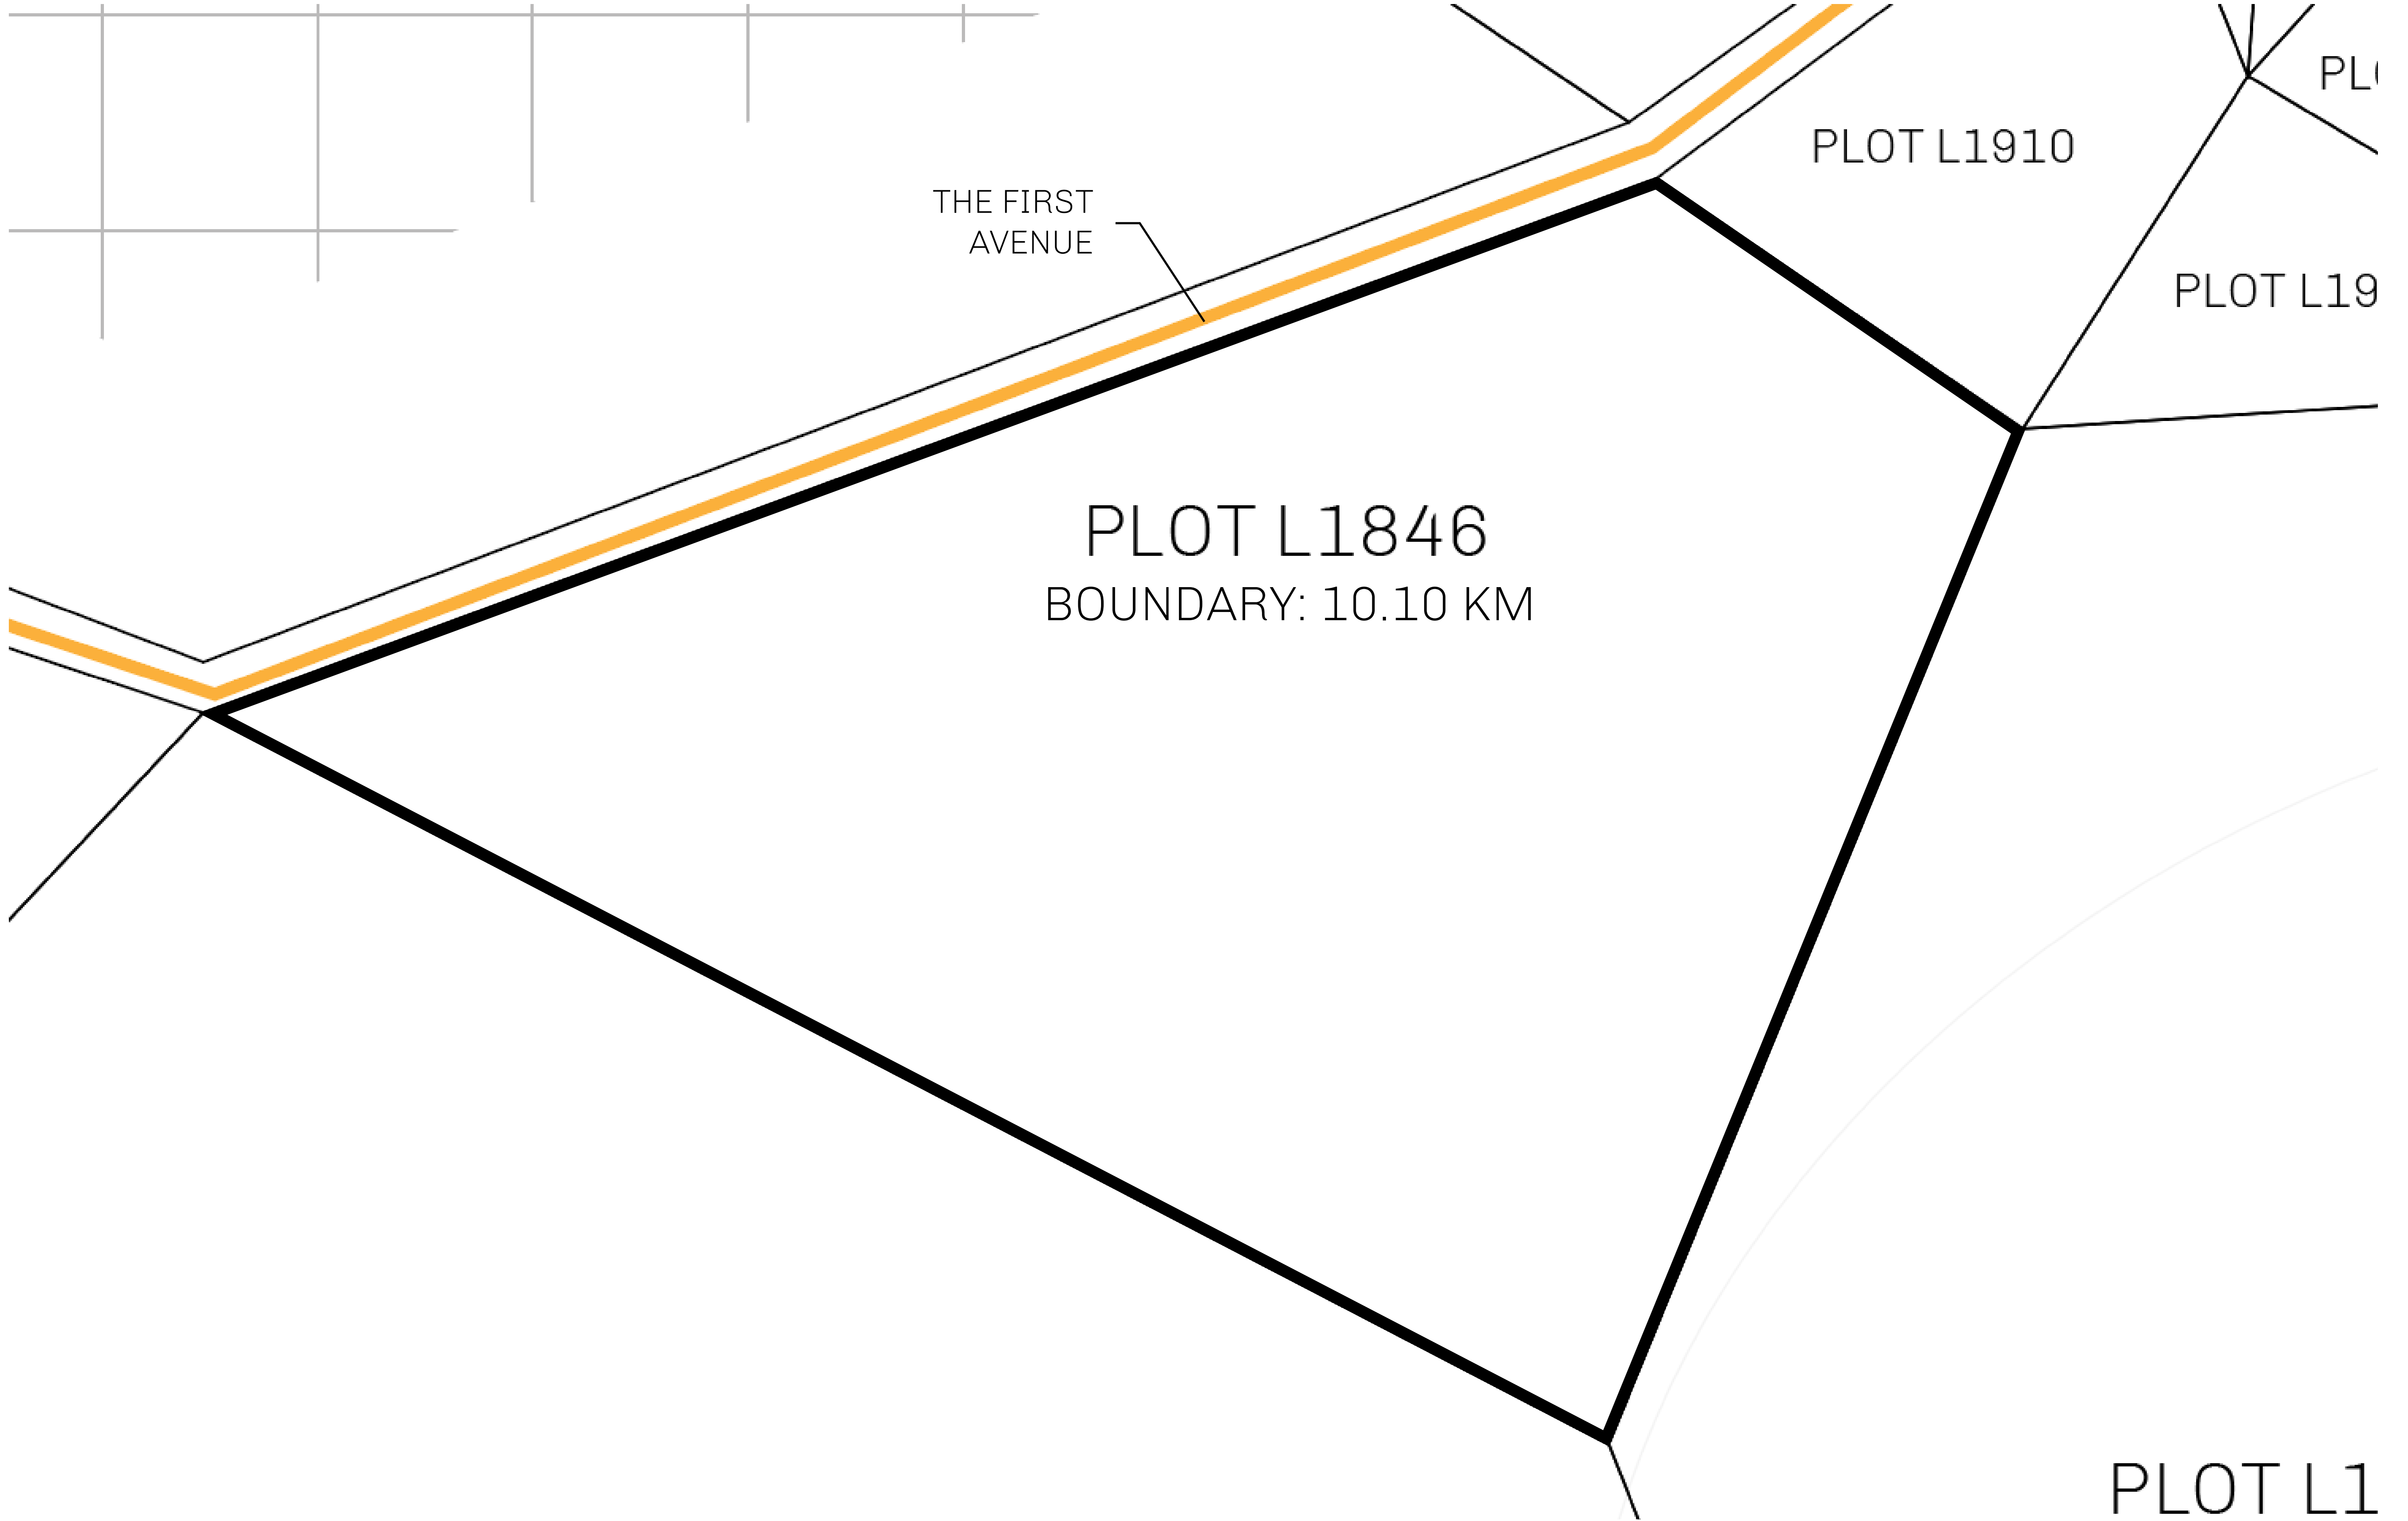 PLOT L1910
THE FIRST
AVENUE
PLOT L1846
BOUNDARY: 10.10 KM